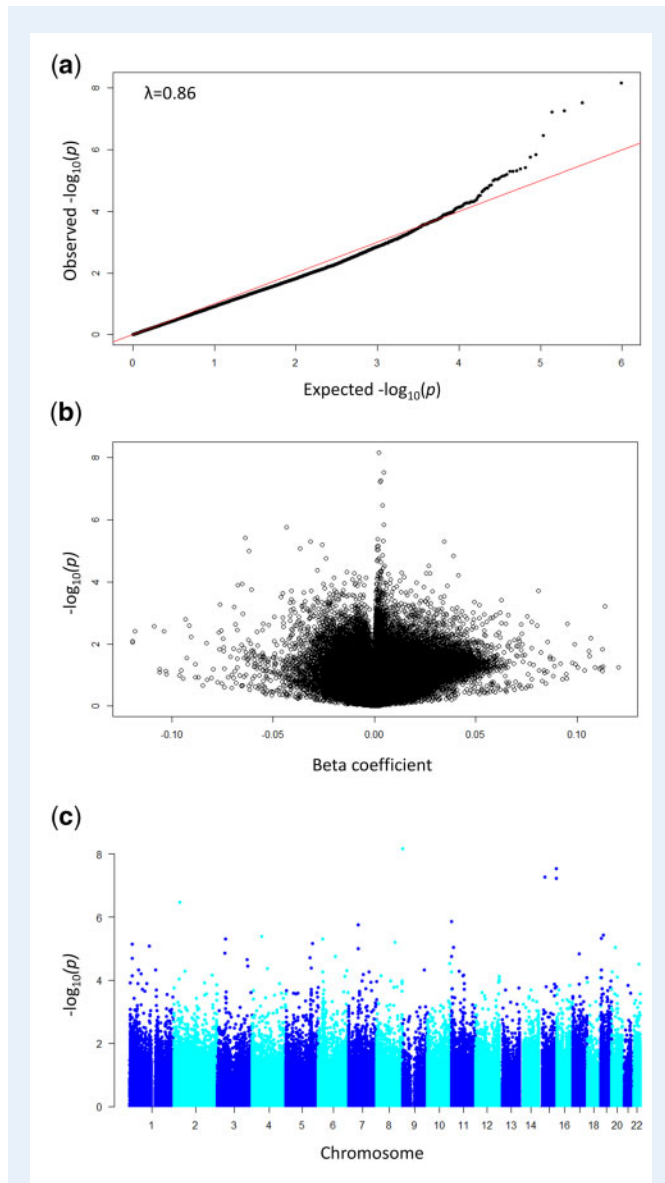 (a)
λ=0.86
8
6
4
2
0
Observed -log10(p)
0 1 2 3 4 5 6
Expected -log10(p)
(b)
8
6
4
2
0
-log10(p)
-0.10 -0.05 0.00 0.05 0.10
Beta coefficient
(c)
8
6
4
2
0
-log10(p)
1 2 3 4 5 6 7 8 9 10 11 12 13 14 15 16 18 20 22
Chromosome